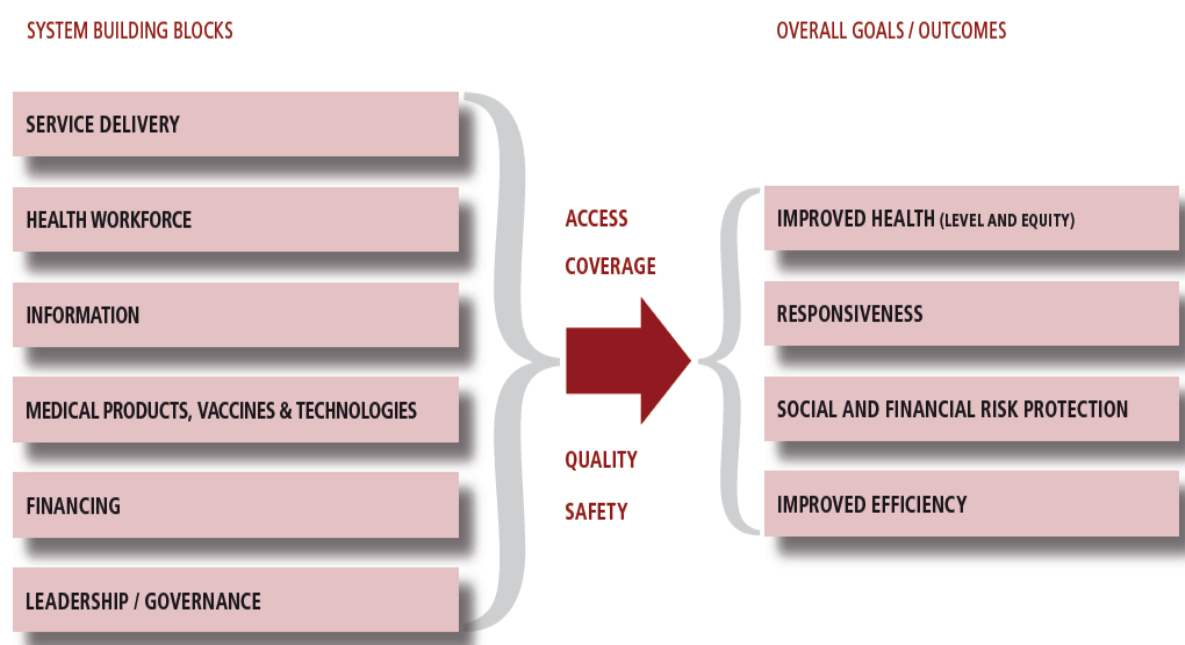 SYSTEM BUILDING BLOCKS
SERVICE DELIVERY
HEALTH WORKFORCE
INFORMATION
MEDICAL PRODUCTS, VACCINES & TECHNOLOGIES
FINANCING
LEADERSHIP / GOVERNANCE
ACCESS
COVERAGE
QUALITY
SAFETY
OVERALL GOALS / OUTCOMES
IMPROVED HEALTH (LEVEL AND EQUITY)
RESPONSIVENESS
SOCIAL AND FINANCIAL RISK PROTECTION
IMPROVED EFFICIENCY